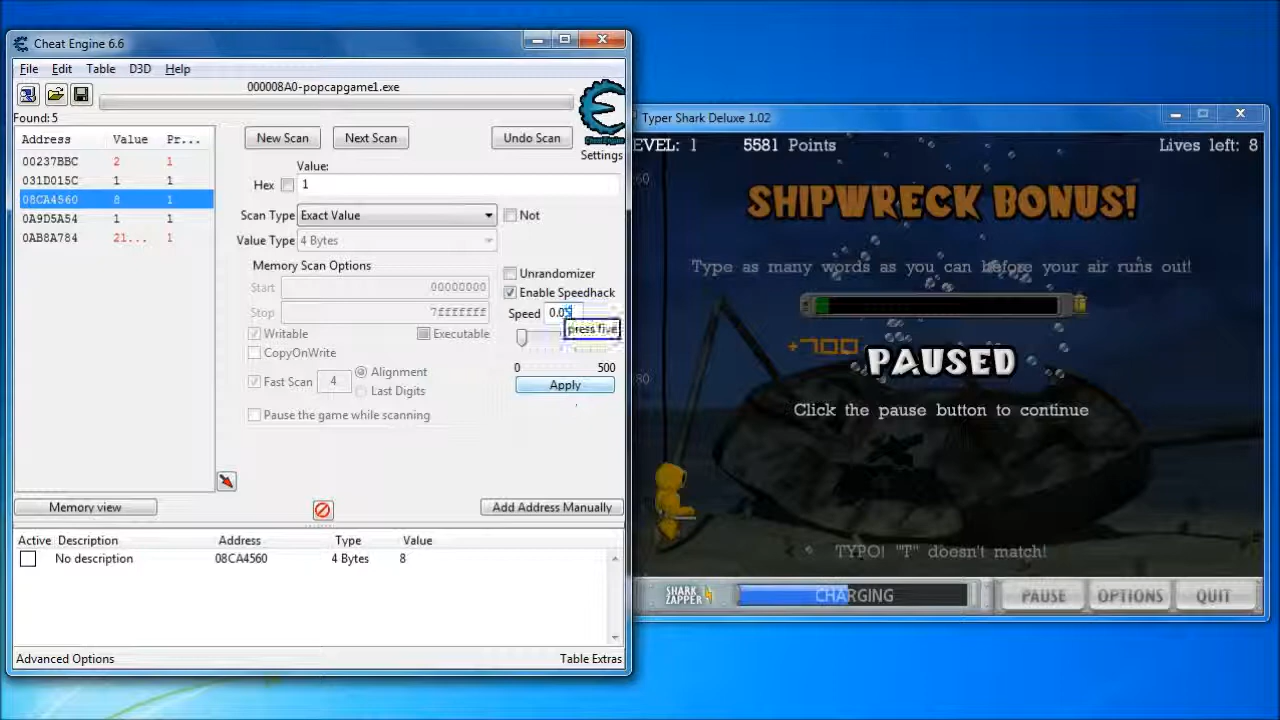 Cheat Engine 6.6
File Edit Table D3D Help
000008A0-popcapgame1.exe
Found:5
Address Value Pr...
00237BBC 2 1
031D015C 1 1
08CA4560 8 1
0A9D5A54 1 1
0AB8A784 21... 1
New Scan Next Scan Undo Scan
Settings
Value:
Hex 1
Scan Type Exact Value Not
Value Type 4 Bytes
Memory Scan Options
Start 00000000
Stop 7fffffff
Writable Executable
CopyOnWrite
Fast Scan 4 Alignment
Last Digits
Pause the game while scanning
Unrandomizer
Enable Speedhack
Speed 0.05
press five
0 500
Apply
Memory view Add Address Manually
Active Description Address Type Value
No description 08CA4560 4 Bytes 8
Advanced Options Table Extras
Typer Shark Deluxe 1.02
EVEL: 1 5581 Points Lives left: 8
60
SHIPWRECK BONUS!
Type as many words as you can before your air runs out!
+700
PAUSED
80
Click the pause button to continue
TYPO! "T" doesn't match!
SHARK ZAPPER CHARGING PAUSE OPTIONS QUIT